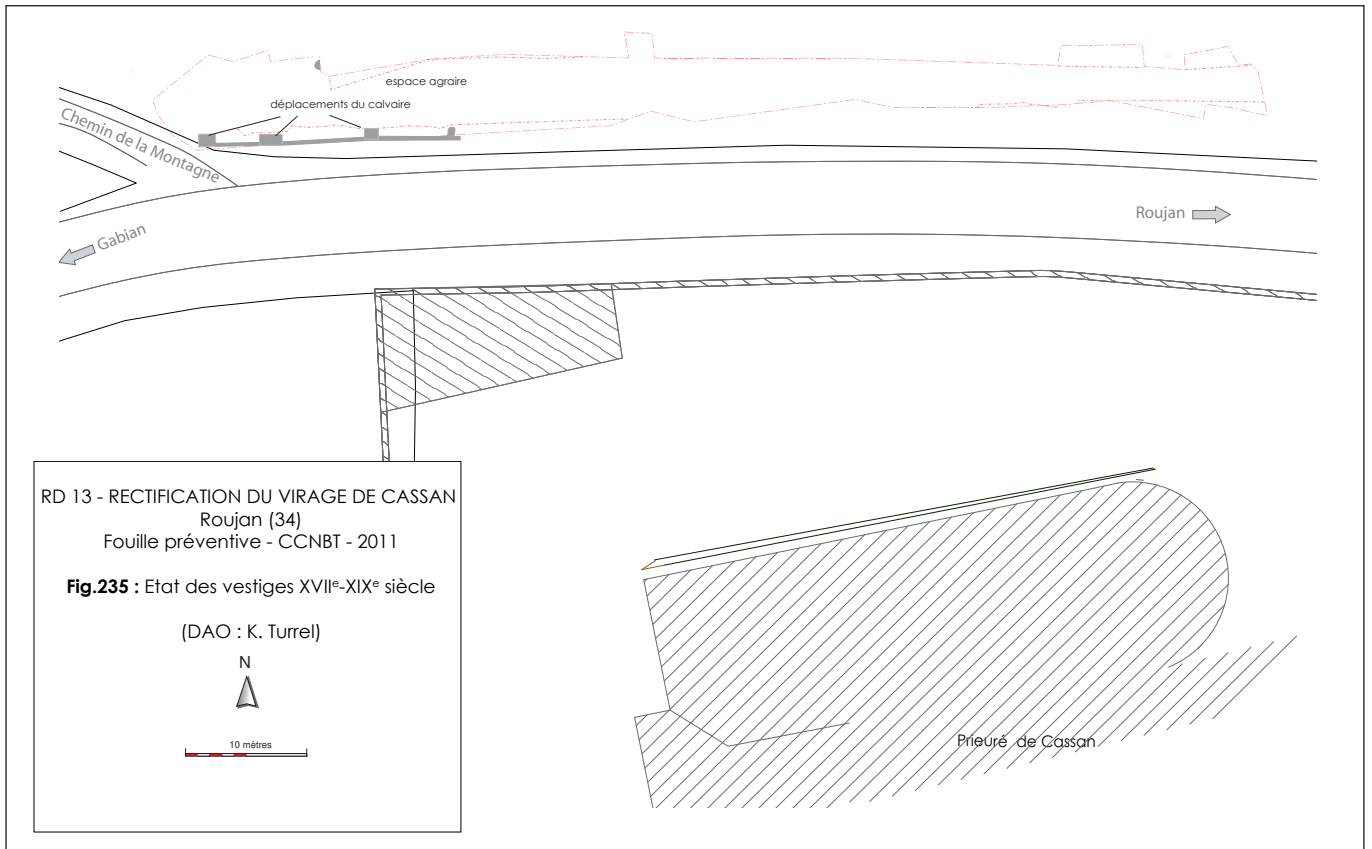 espace agraire
déplacements du calvaire
Chemin de la Montagne
Roujan
Gabian
RD 13 - RECTIFICATION DU VIRAGE DE CASSAN
Roujan (34)
Fouille préventive - CCNBT - 2011
Fig.235 : Etat des vestiges XVIIᵉ-XIXᵉ siècle
(DAO : K. Turrel)
N
10 mètres
Prieuré de Cassan